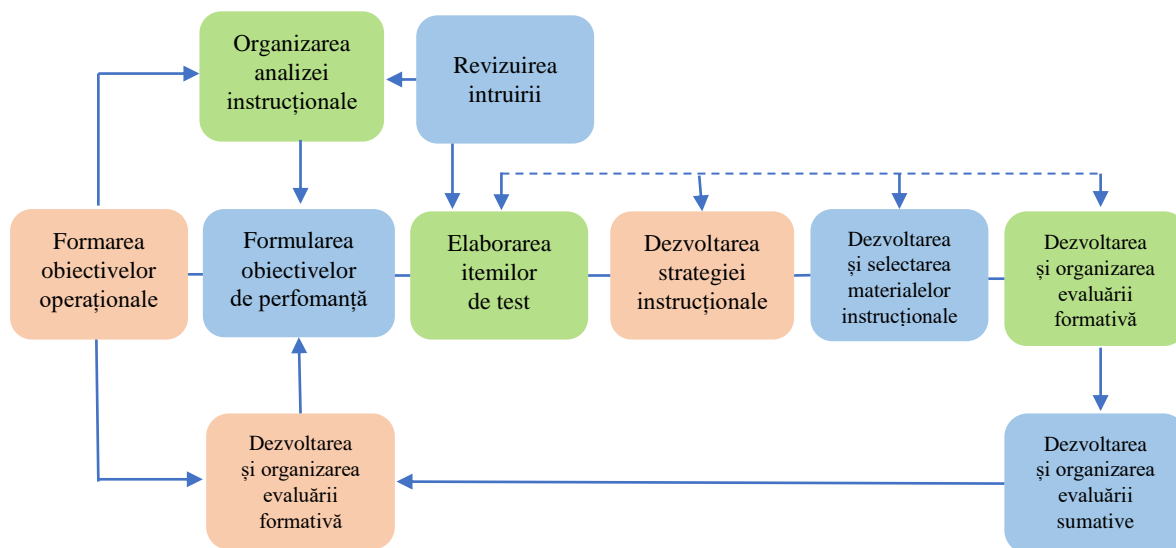 Organizarea
analizei
instrucționale
Revizuirea
intruirii
Formarea
obiectivelor
operaționale
Formularea
obiectivelor
de perfomanță
Elaborarea
itemilor
de test
Dezvoltarea
strategiei
instrucționale
Dezvoltarea
și selectarea
materialelor
instrucționale
Dezvoltarea
și organizarea
evaluării
formativă
Dezvoltarea
și organizarea
evaluării
formativă
Dezvoltarea
și organizarea
evaluării
sumative